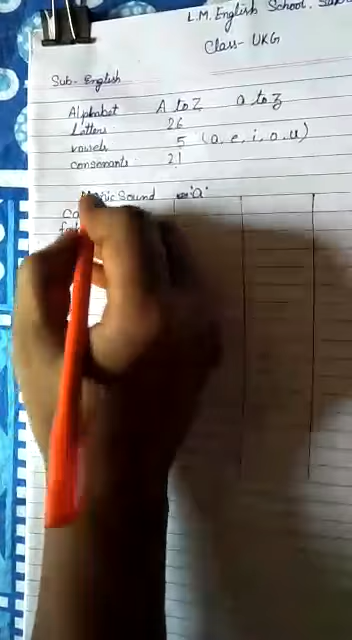 L.M. English School,
Class- UKG
Sub- English
Alphabet A to Z a to z
Letters 26
vowels 5 (a, e, i, o, u)
consonants 21
Sound 'a'